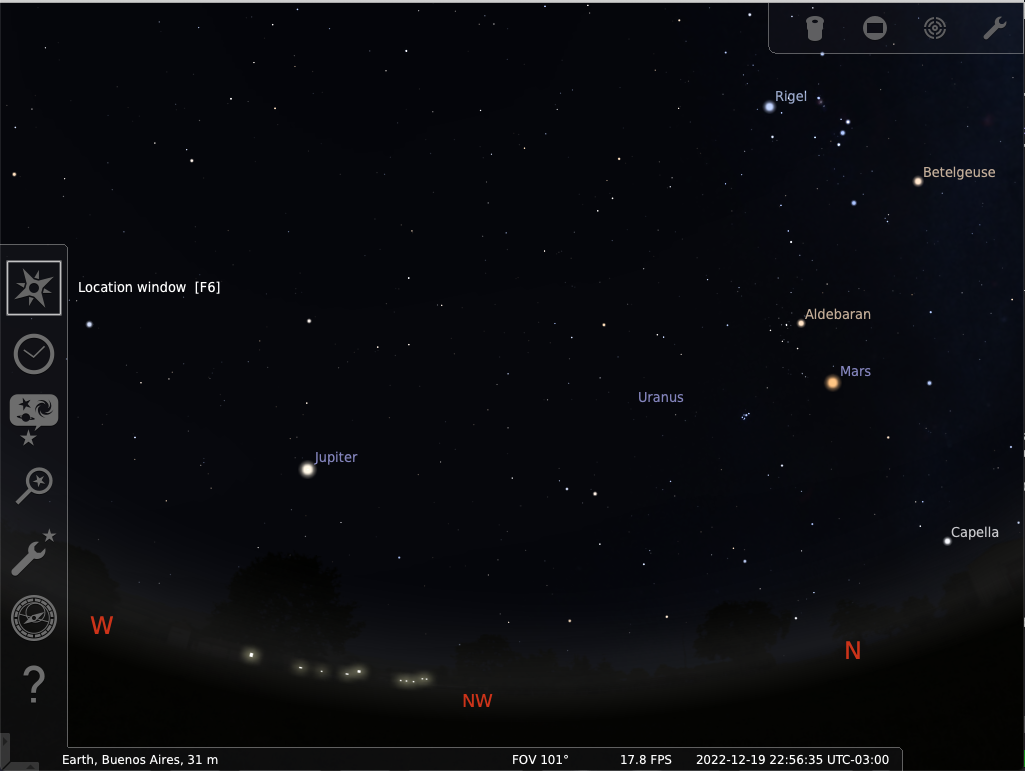 Rigel
Betelgeuse
Location window [F6]
Aldebaran
Mars
Uranus
Jupiter
Capella
W
N
NW
?
Earth, Buenos Aires, 31 m FOV 101° 17.8 FPS 2022-12-19 22:56:35 UTC-03:00